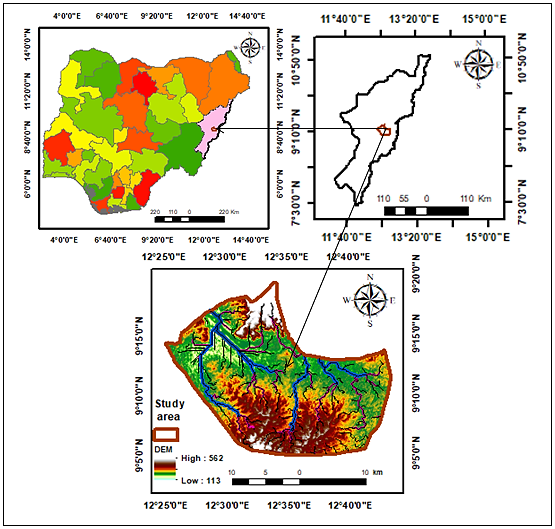 4°0'0"E 6°40'0"E 9°20'0"E 12°0'0"E 14°40'0"E
14°0'0"N
11°20'0"N
8°40'0"N
6°0'0"N
N
W E
S
220 110 0 220 Km
4°0'0"E 6°40'0"E 9°20'0"E 12°0'0"E 14°40'0"E
11°40'0"E 13°20'0"E 15°0'0"E
10°50'0"N
9°10'0"N
7°30'0"N
N
W E
S
10°50'0"N
9°10'0"N
7°30'0"N
110 55 0 110 Km
11°40'0"E 13°20'0"E 15°0'0"E
12°25'0"E 12°30'0"E 12°35'0"E 12°40'0"E
9°20'0"N
9°15'0"N
9°10'0"N
9°5'0"N
N
W E
S
9°15'0"N
9°10'0"N
9°5'0"N
Study
area
DEM
High : 562
Low : 113
10 5 0 10
km
12°25'0"E 12°30'0"E 12°35'0"E 12°40'0"E